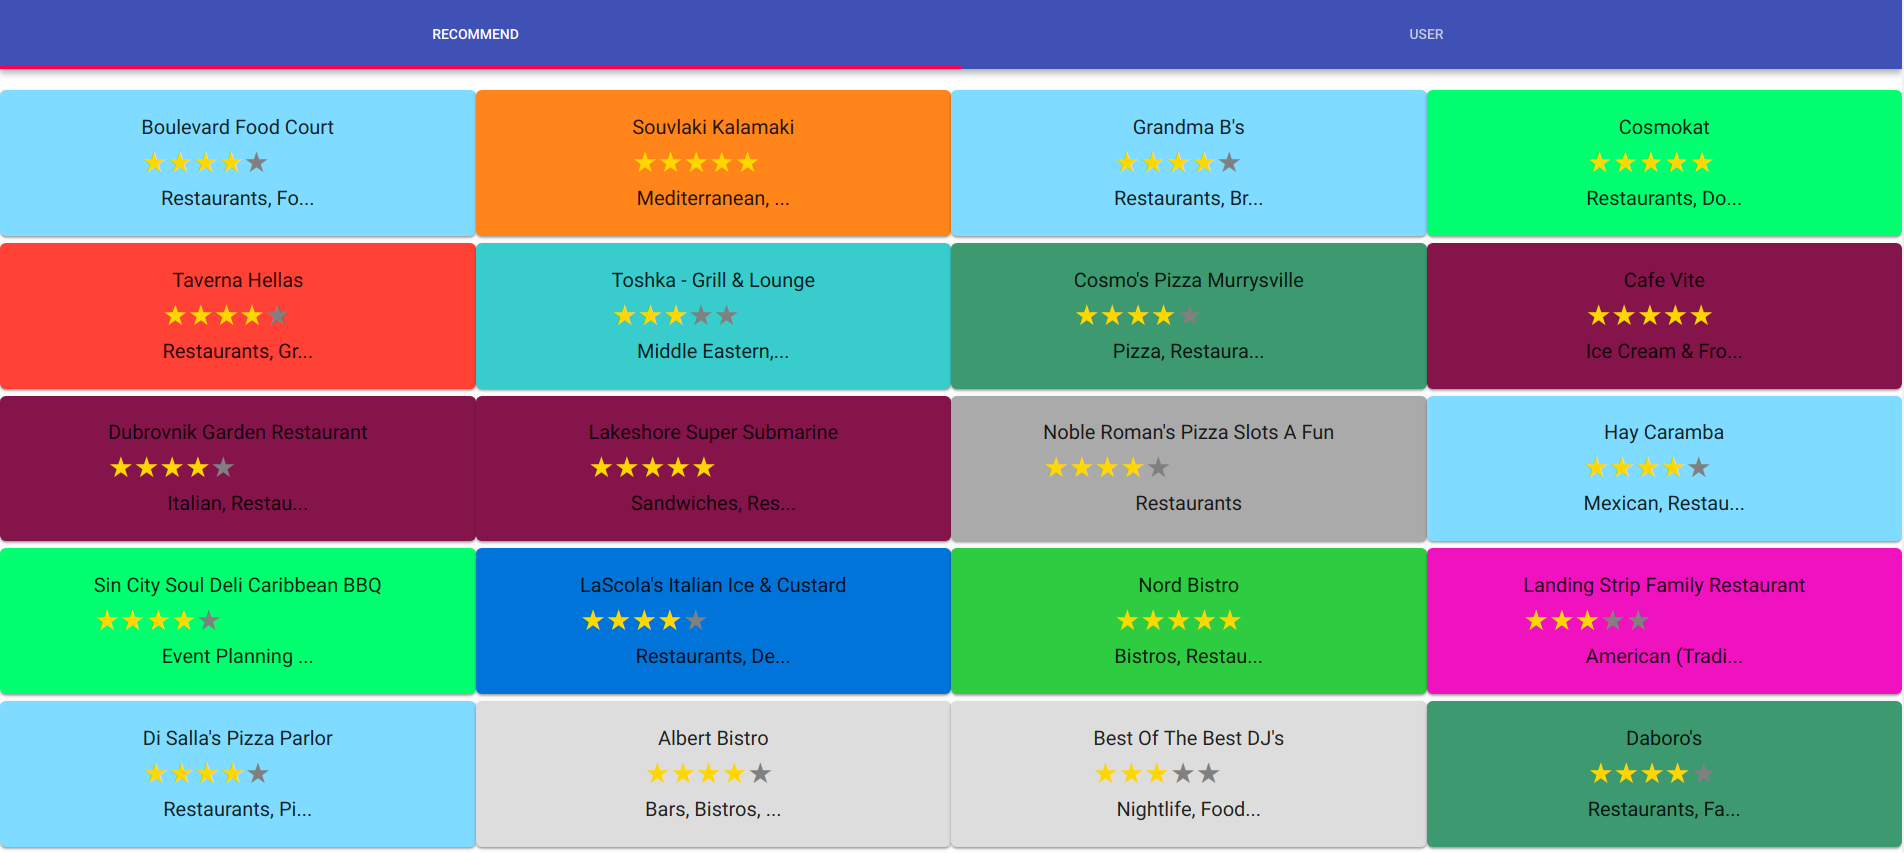 RECOMMEND
USER
Boulevard Food Court
Restaurants, Fo...
Souvlaki Kalamaki
Mediterranean, ...
Grandma B's
Restaurants, Br...
Cosmokat
Restaurants, Do...
Taverna Hellas
Restaurants, Gr...
Toshka - Grill & Lounge
Middle Eastern,...
Cosmo's Pizza Murrysville
Pizza, Restaura...
Cafe Vite
Ice Cream & Fro...
Dubrovnik Garden Restaurant
Italian, Restau...
Lakeshore Super Submarine
Sandwiches, Res...
Noble Roman's Pizza Slots A Fun
Restaurants
Hay Caramba
Mexican, Restau...
Sin City Soul Deli Caribbean BBQ
Event Planning ...
LaScola's Italian Ice & Custard
Restaurants, De...
Nord Bistro
Bistros, Restau...
Landing Strip Family Restaurant
American (Tradi...
Di Salla's Pizza Parlor
Restaurants, Pi...
Albert Bistro
Bars, Bistros, ...
Best Of The Best DJ's
Nightlife, Food...
Daboro's
Restaurants, Fa...